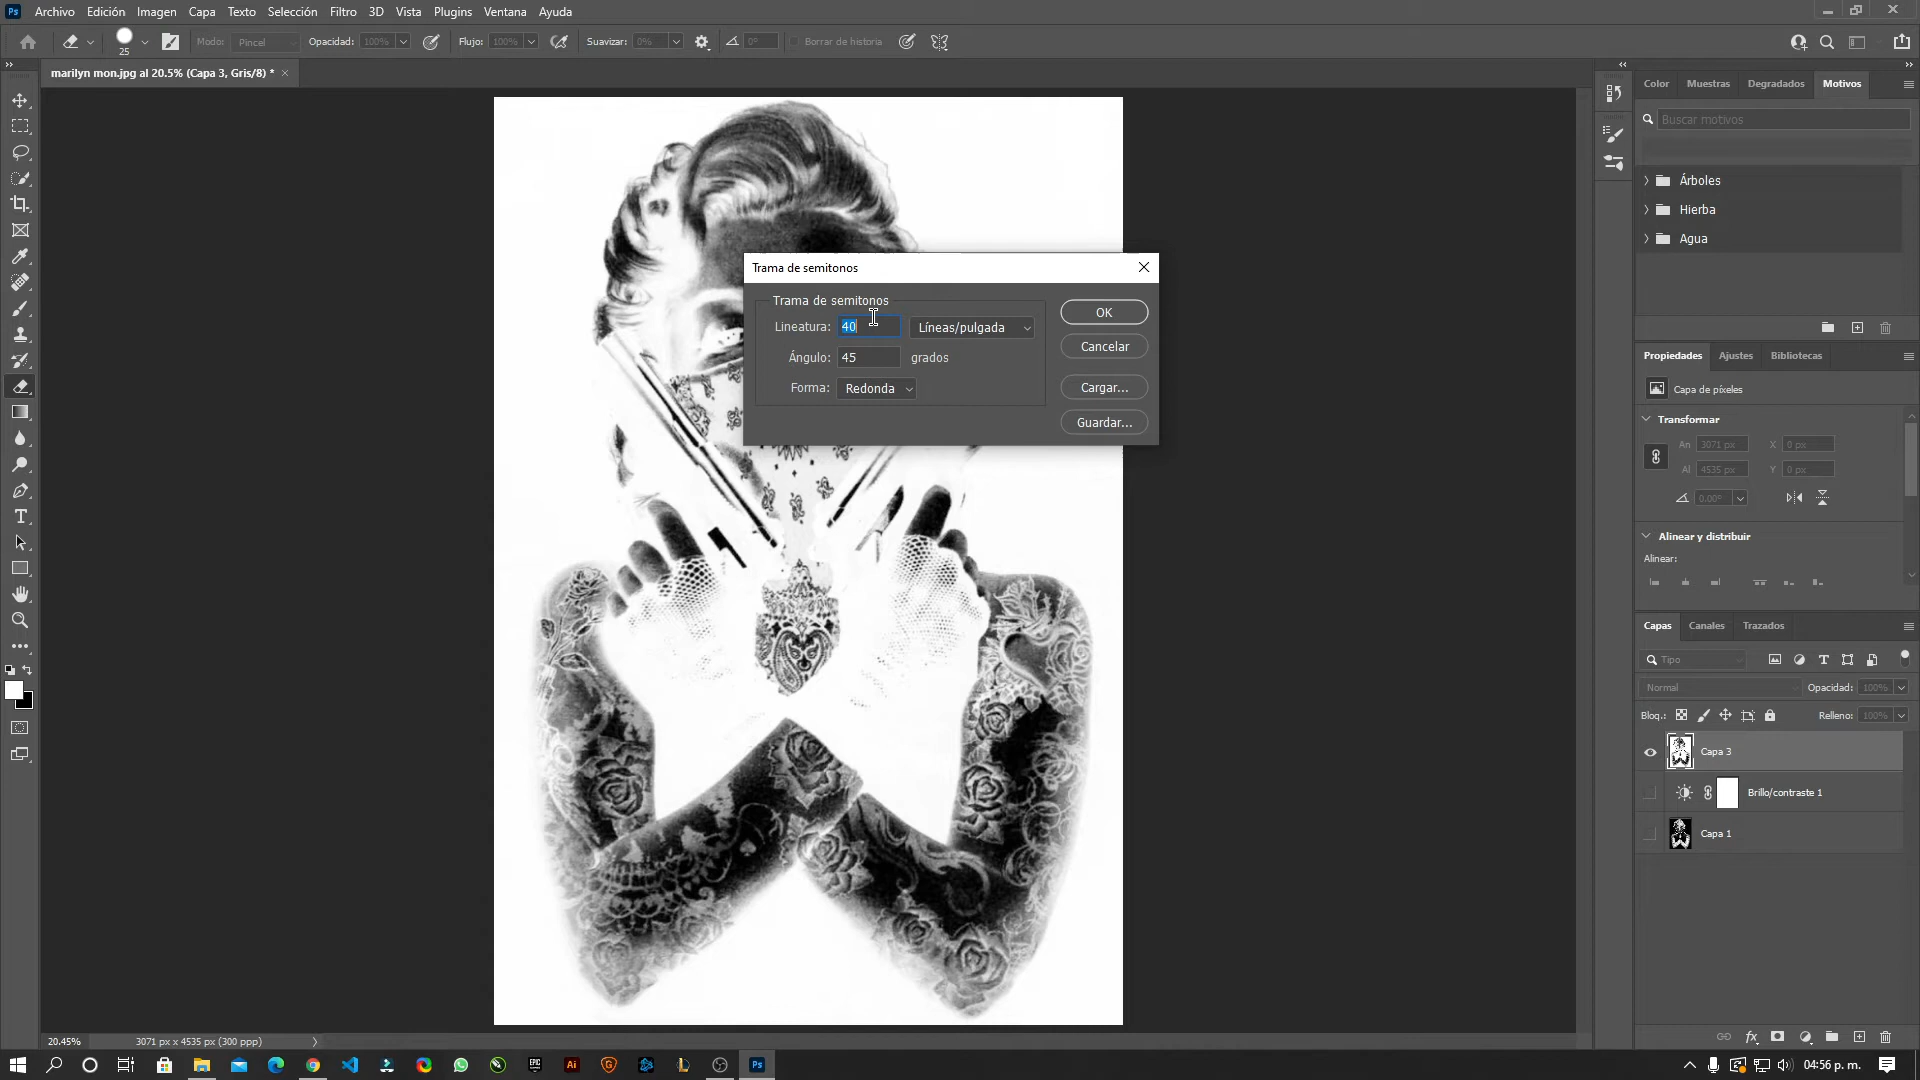 Ps Archivo Edición Imagen Capa Texto Selección Filtro 3D Vista Plugins Ventana Ayuda
25 Modo: Pincel Opacidad: 100% Flujo: 100% Suavizar: 0% 0° Borrar de historia
marilyn mon.jpg al 20.5% (Capa 3, Gris/8) *
Color Muestras Degradados Motivos
Buscar motivos
Árboles
Hierba
Agua
Trama de semitonos
Trama de semitonos
Lineatura: 40 Líneas/pulgada
Ángulo: 45 grados
Forma: Redonda
OK
Cancelar
Cargar...
Guardar...
Propiedades Ajustes Bibliotecas
Capa de píxeles
Transformar
An 3071 px X 0 px
Al 4535 px Y 0 px
0.00°
Alinear y distribuir
Alinear:
Capas Canales Trazados
Tipo
Normal Opacidad: 100%
Bloq.: Relleno: 100%
Capa 3
Brillo/contraste 1
Capa 1
fx
20.45% 3071 px x 4535 px (300 ppp)
EPIC
Ai
Ps
04:56 p. m.